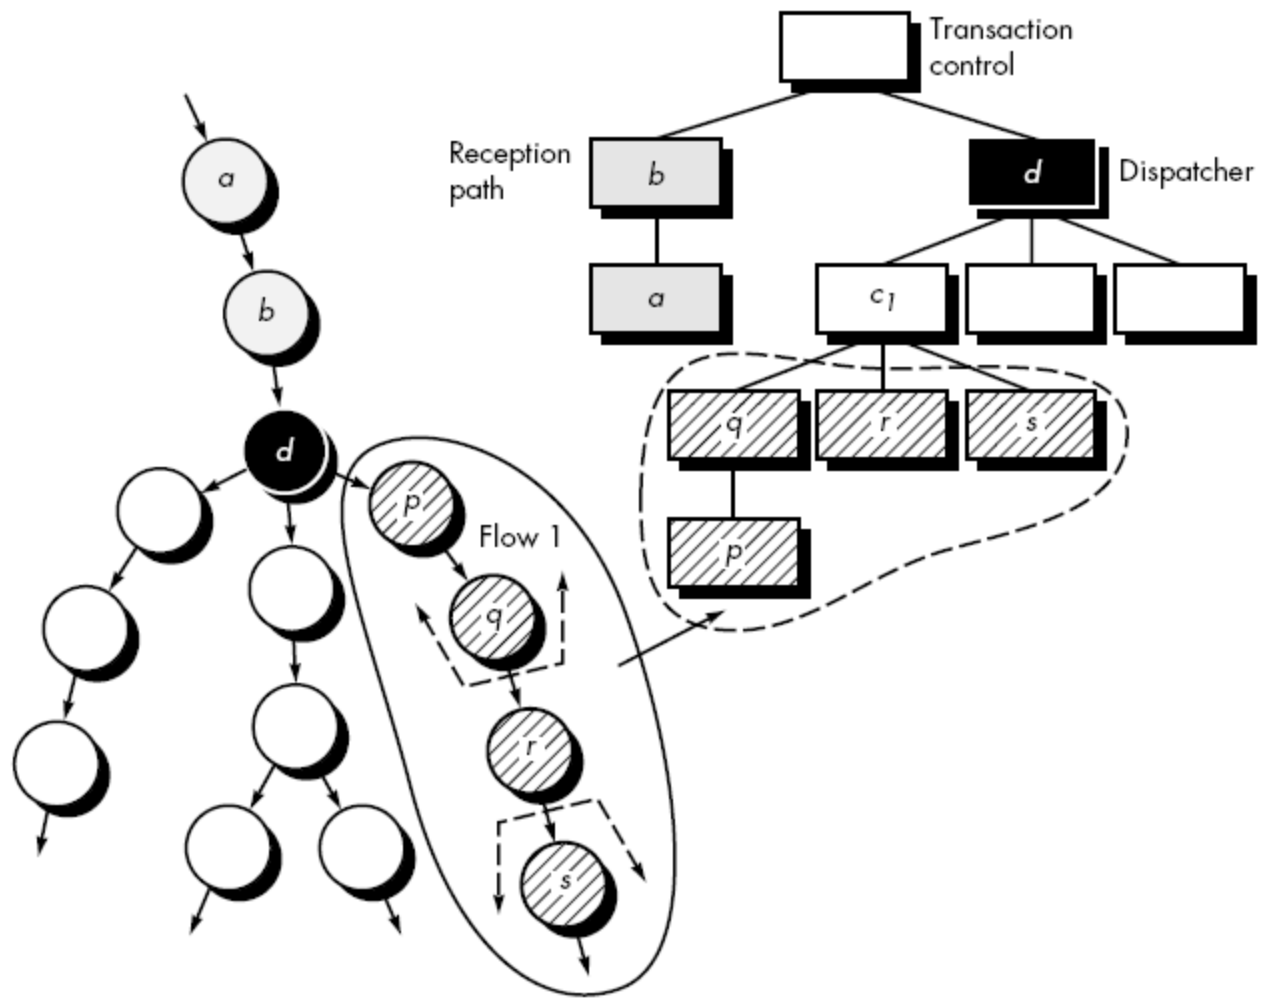 Transaction
control
Reception
path
b
d
Dispatcher
a
c1
q
r
s
p
a
b
d
p
Flow 1
q
r
s